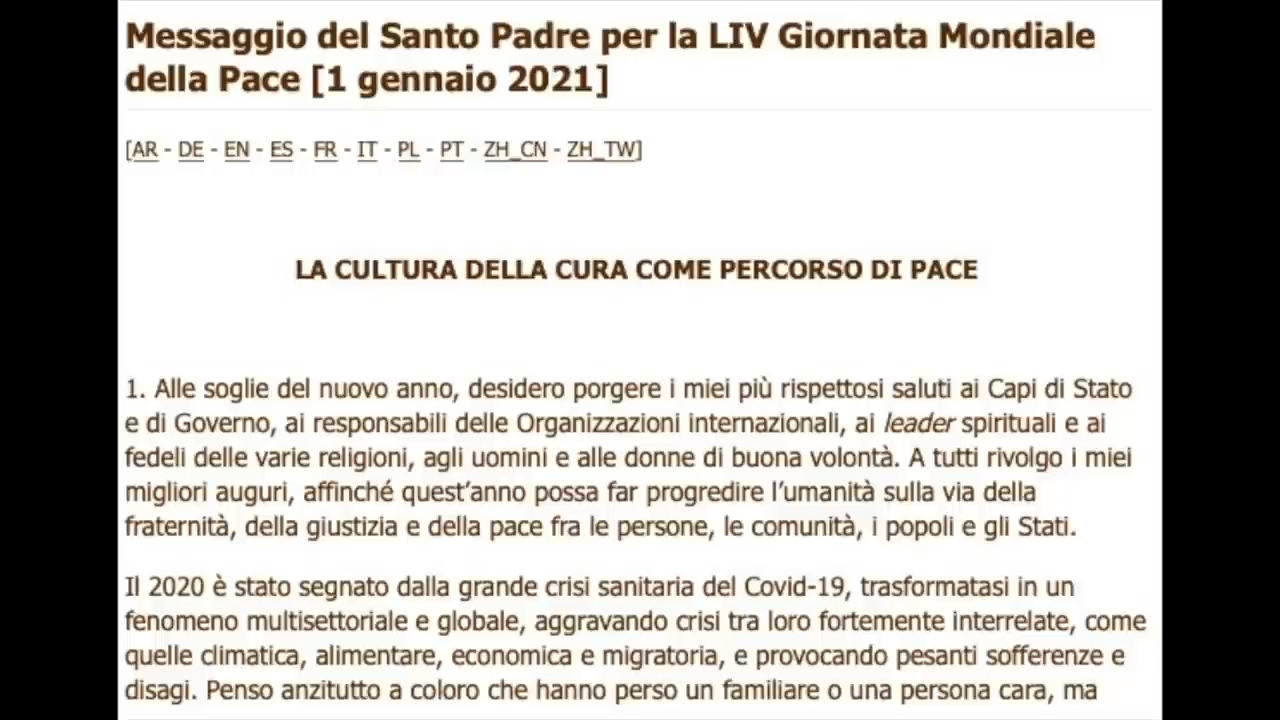 Messaggio del Santo Padre per la LIV Giornata Mondiale
della Pace [1 gennaio 2021]
[AR - DE - EN - ES - FR - IT - PL - PT - ZH_CN - ZH_TW]
LA CULTURA DELLA CURA COME PERCORSO DI PACE
1. Alle soglie del nuovo anno, desidero porgere i miei più rispettosi saluti ai Capi di Stato
e di Governo, ai responsabili delle Organizzazioni internazionali, ai leader spirituali e ai
fedeli delle varie religioni, agli uomini e alle donne di buona volontà. A tutti rivolgo i miei
migliori auguri, affinché quest’anno possa far progredire l’umanità sulla via della
fraternità, della giustizia e della pace fra le persone, le comunità, i popoli e gli Stati.
Il 2020 è stato segnato dalla grande crisi sanitaria del Covid-19, trasformatasi in un
fenomeno multisettoriale e globale, aggravando crisi tra loro fortemente interrelate, come
quelle climatica, alimentare, economica e migratoria, e provocando pesanti sofferenze e
disagi. Penso anzitutto a coloro che hanno perso un familiare o una persona cara, ma